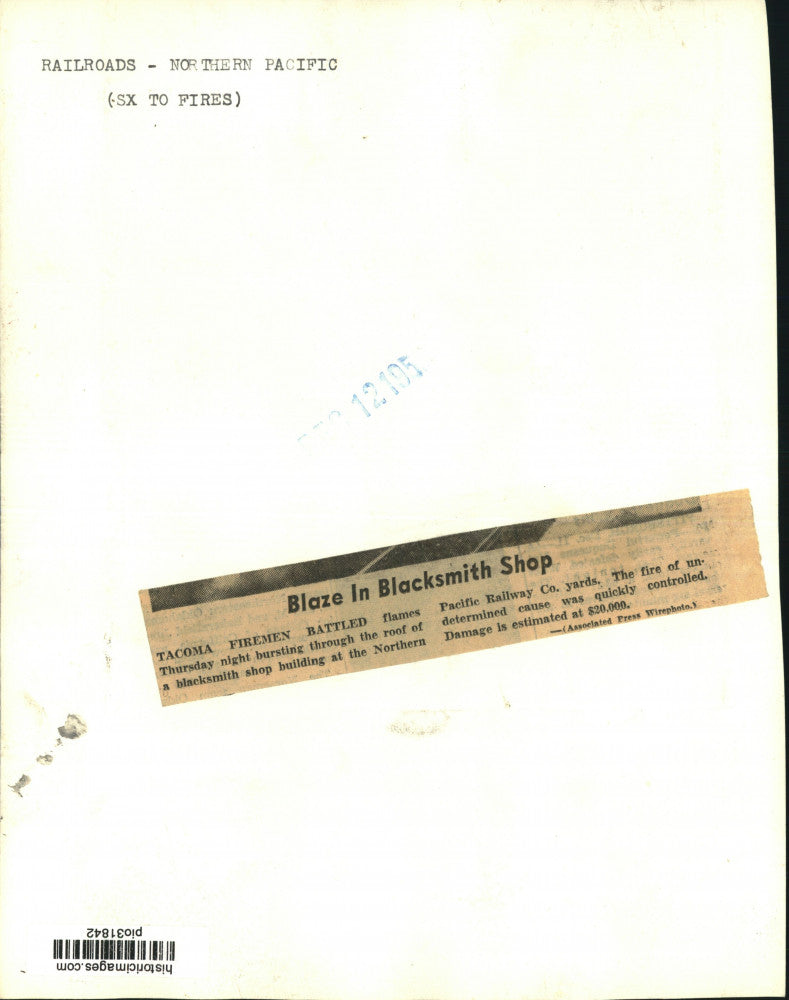 RAILROADS - NORTHERN PACIFIC
(SX TO FIRES)
12 195
Blaze In Blacksmith Shop
TACOMA FIREMEN BATTLED flames
Thursday night bursting through the roof of
a blacksmith shop building at the Northern
Pacific Railway Co. yards. The fire of un-
determined cause was quickly controlled.
Damage is estimated at $20,000.
—(Associated Press Wirephoto.)
historicimages.com
pio31842